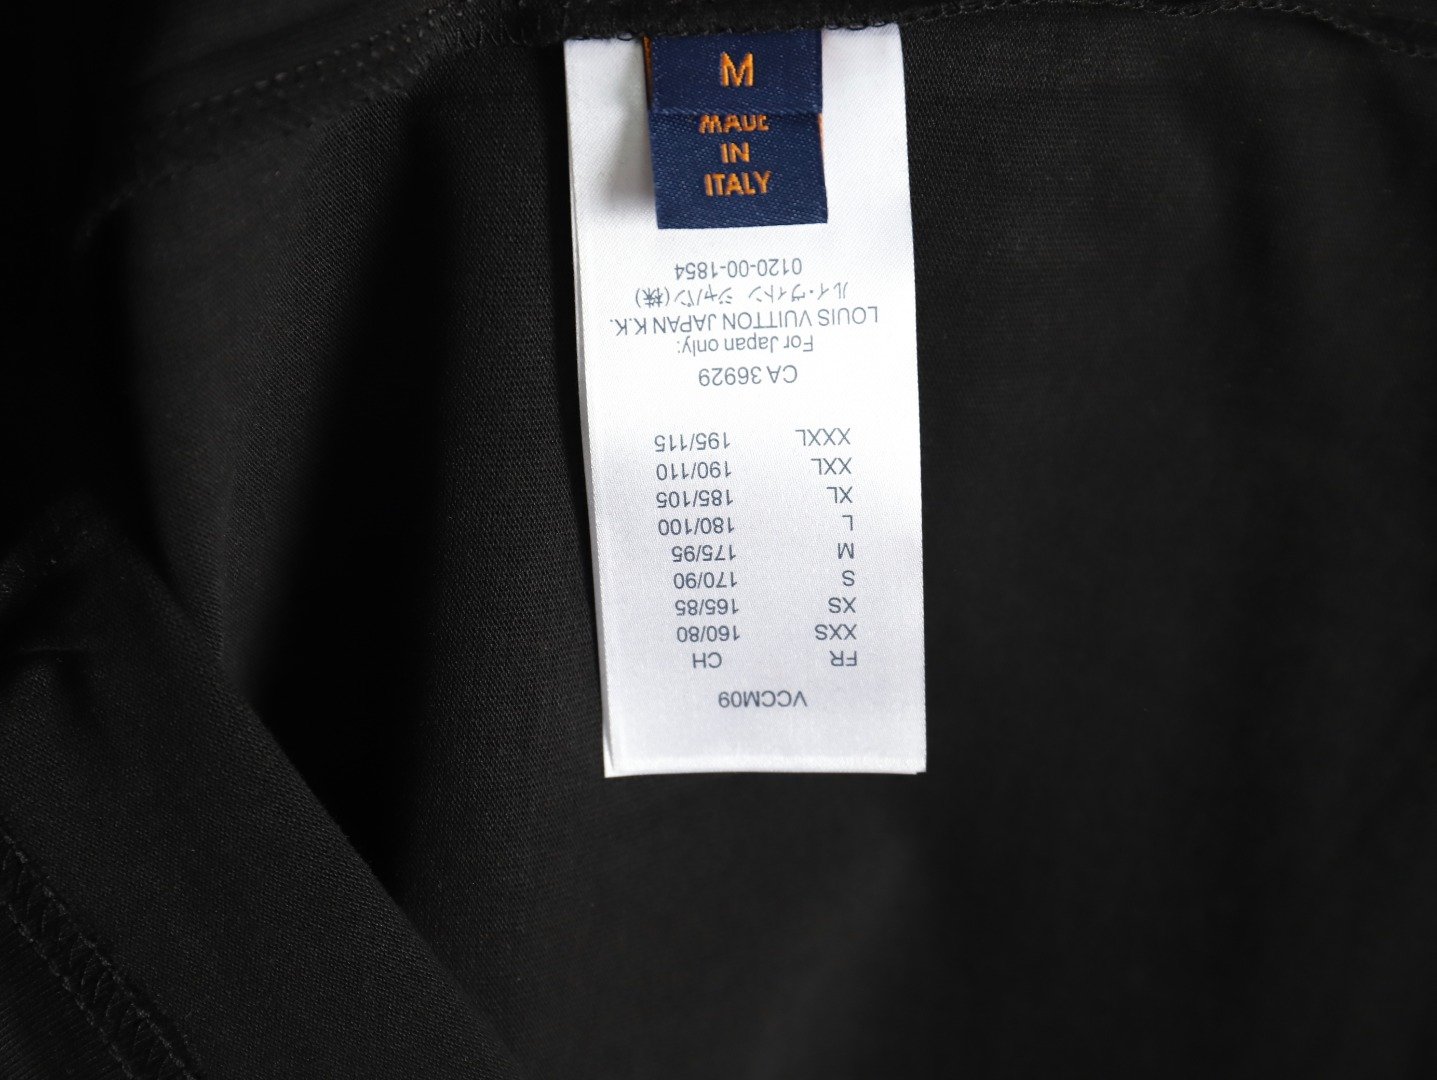 M
MADE
IN
ITALY
VCCM09
FR CH
XXS 160/80
XS 165/85
S 170/90
M 175/95
L 180/100
XL 185/105
XXL 190/110
XXXL 195/115
CA 36929
For Japan only:
LOUIS VUITTON JAPAN K.K.
ルイ・ヴィトン ジャパン(株)
0120-00-1854